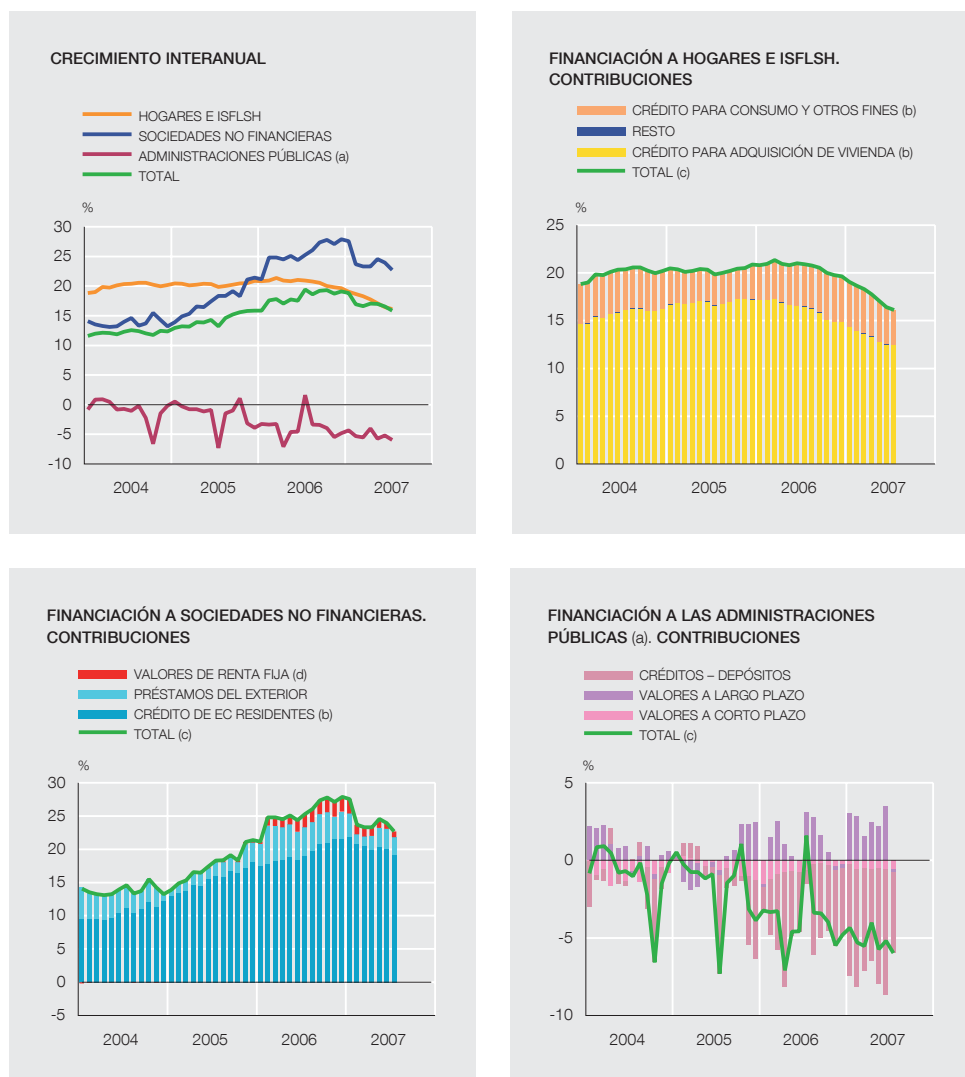 CRECIMIENTO INTERANUAL
HOGARES E ISFLSH
SOCIEDADES NO FINANCIERAS
ADMINISTRACIONES PÚBLICAS (a)
TOTAL
%
30
25
20
15
10
5
0
-5
-10
2004 2005 2006 2007
FINANCIACIÓN A HOGARES E ISFLSH.
CONTRIBUCIONES
CRÉDITO PARA CONSUMO Y OTROS FINES (b)
RESTO
CRÉDITO PARA ADQUISICIÓN DE VIVIENDA (b)
TOTAL (c)
%
25
20
15
10
5
0
2004 2005 2006 2007
FINANCIACIÓN A SOCIEDADES NO FINANCIERAS.
CONTRIBUCIONES
VALORES DE RENTA FIJA (d)
PRÉSTAMOS DEL EXTERIOR
CRÉDITO DE EC RESIDENTES (b)
TOTAL (c)
%
30
25
20
15
10
5
0
-5
2004 2005 2006 2007
FINANCIACIÓN A LAS ADMINISTRACIONES
PÚBLICAS (a). CONTRIBUCIONES
CRÉDITOS – DEPÓSITOS
VALORES A LARGO PLAZO
VALORES A CORTO PLAZO
TOTAL (c)
%
5
0
-5
-10
2004 2005 2006 2007